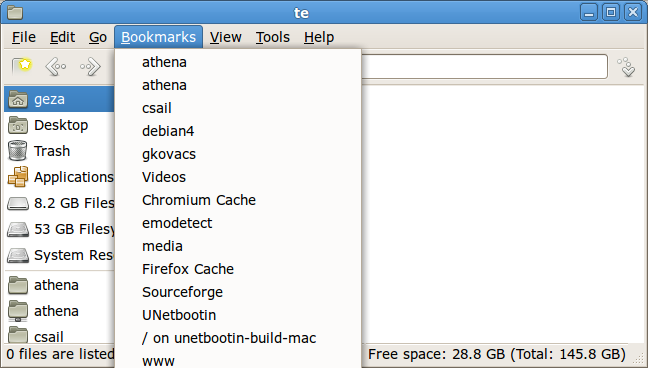 te
File Edit Go Bookmarks View Tools Help
geza
Desktop
Trash
Applications
8.2 GB Files
53 GB Filesy
System Res
athena
athena
csail
athena
athena
csail
debian4
gkovacs
Videos
Chromium Cache
emodetect
media
Firefox Cache
Sourceforge
UNetbootin
/ on unetbootin-build-mac
www
0 files are listed
Free space: 28.8 GB (Total: 145.8 GB)